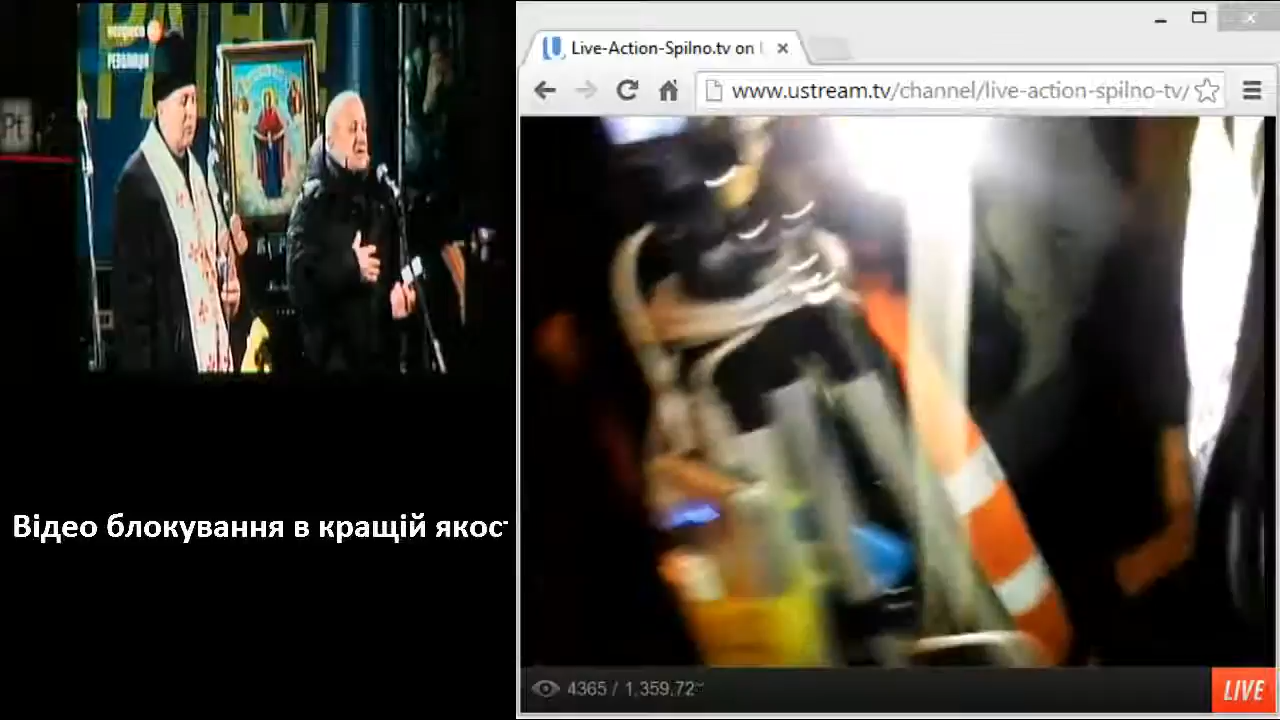 Pt
Відео блокування в кращій якос
Live-Action-Spilno.tv on
www.ustream.tv/channel/live-action-spilno-tv/
4365 / 1,359,72
LIVE